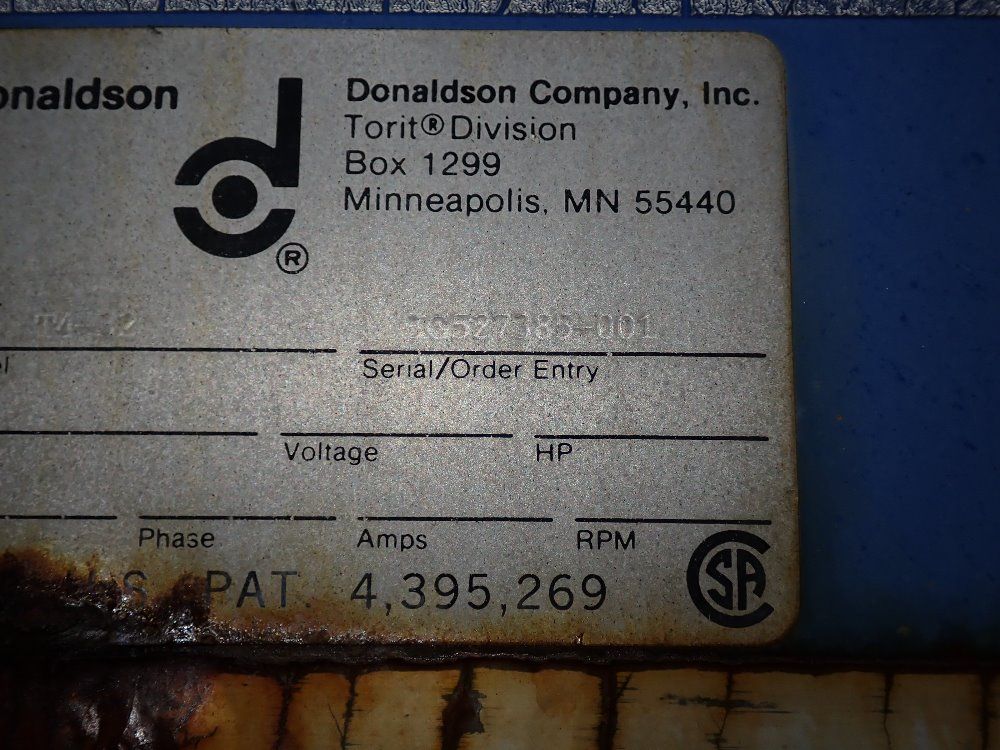 onaldson
Donaldson Company, Inc.
Torit® Division
Box 1299
Minneapolis, MN 55440
®
Serial/Order Entry
Voltage
HP
Phase
Amps
RPM
U.S. PAT. 4,395,269
SA